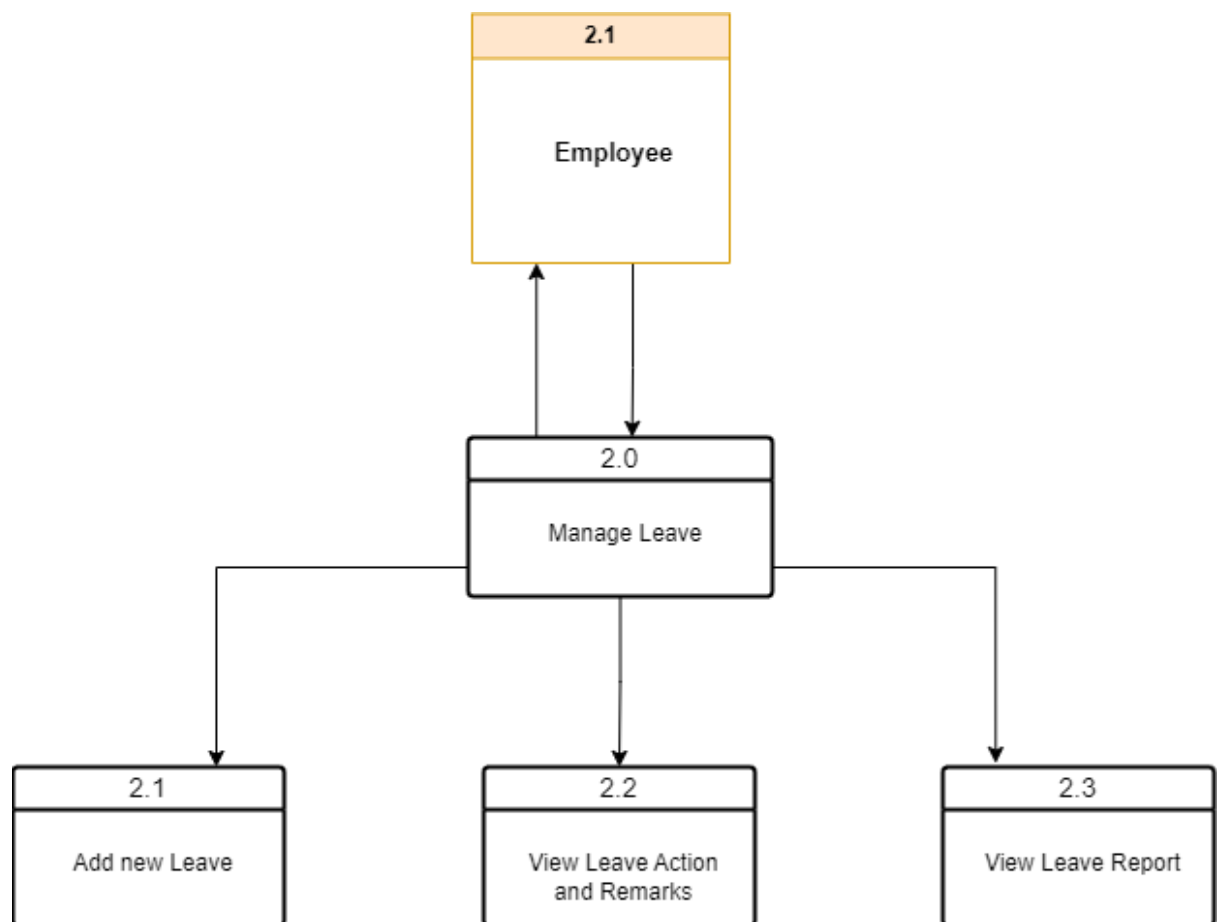 2.1
Employee
2.0
Manage Leave
2.1
Add new Leave
2.2
View Leave Action
and Remarks
2.3
View Leave Report